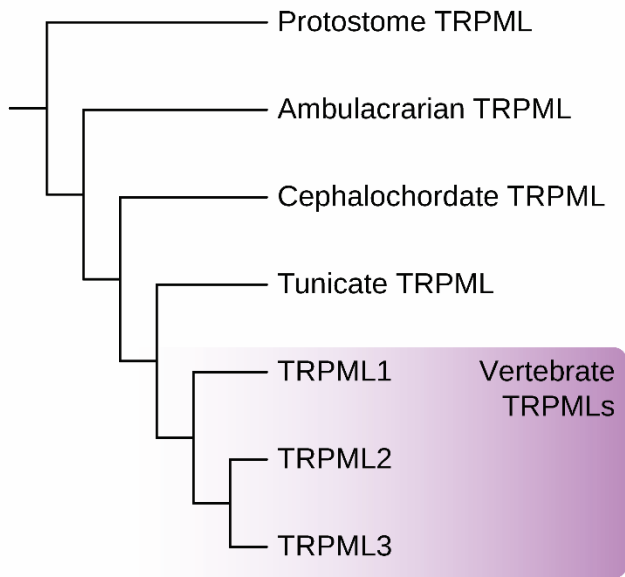 Protostome TRPML
Ambulacrarian TRPML
Cephalochordate TRPML
Tunicate TRPML
TRPML1
Vertebrate
TRPMLs
TRPML2
TRPML3